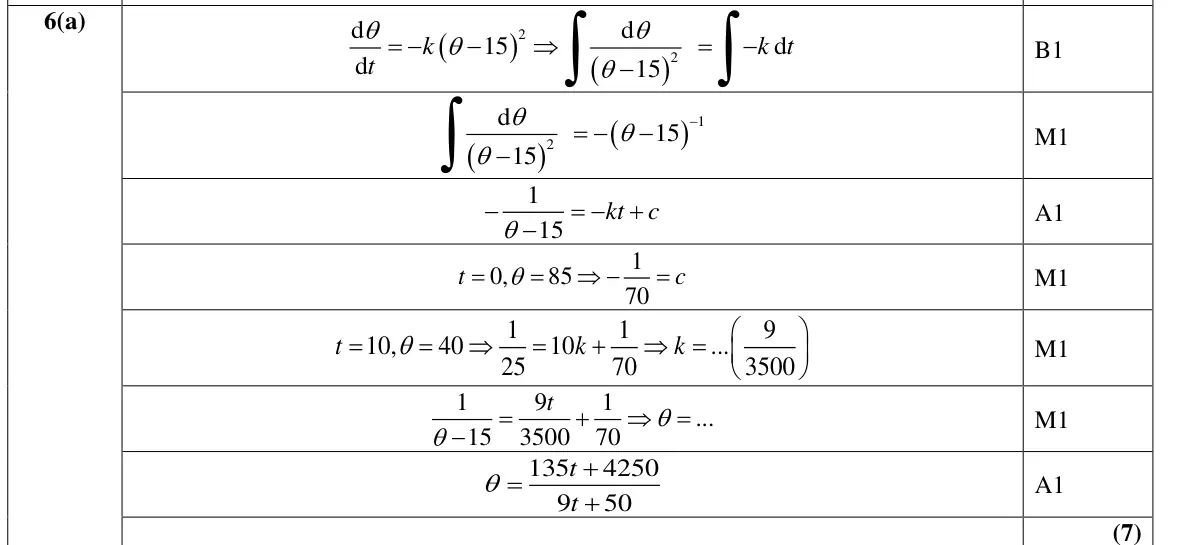 6(a)
dθ/dt = −k(θ−15)² ⇒ ∫ dθ/(θ−15)² = ∫ −k dt B1
∫ dθ/(θ−15)² = −(θ−15)⁻¹ M1
−1/(θ−15) = −kt + c A1
t = 0, θ = 85 ⇒ −1/70 = c M1
t = 10, θ = 40 ⇒ 1/25 = 10k + 1/70 ⇒ k = ...(9/3500) M1
1/(θ−15) = 9t/3500 + 1/70 ⇒ θ = ... M1
θ = (135t + 4250)/(9t + 50) A1
(7)